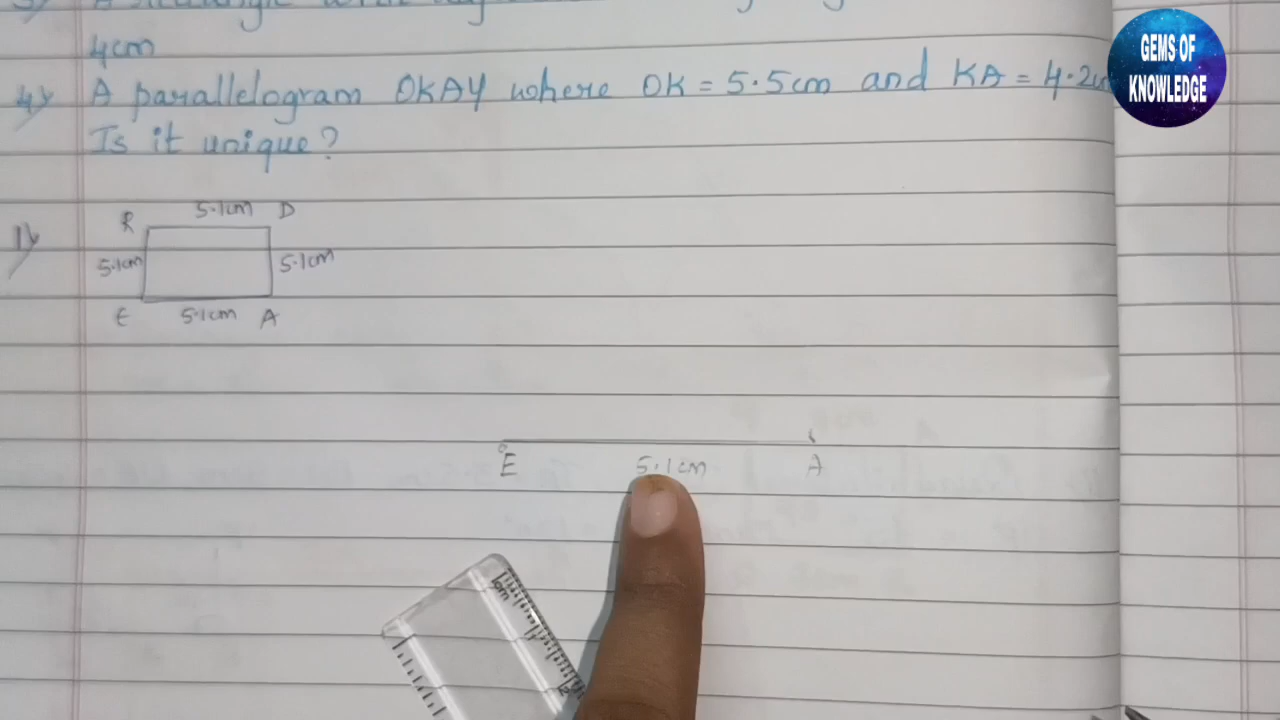 4cm
4) A parallelogram OKAY where OK = 5.5cm and KA = 4.2
Is it unique?
GEMS OF
KNOWLEDGE
1)
R 5.1cm D
5.1cm 5.1cm
E 5.1cm A
E 5.1cm A